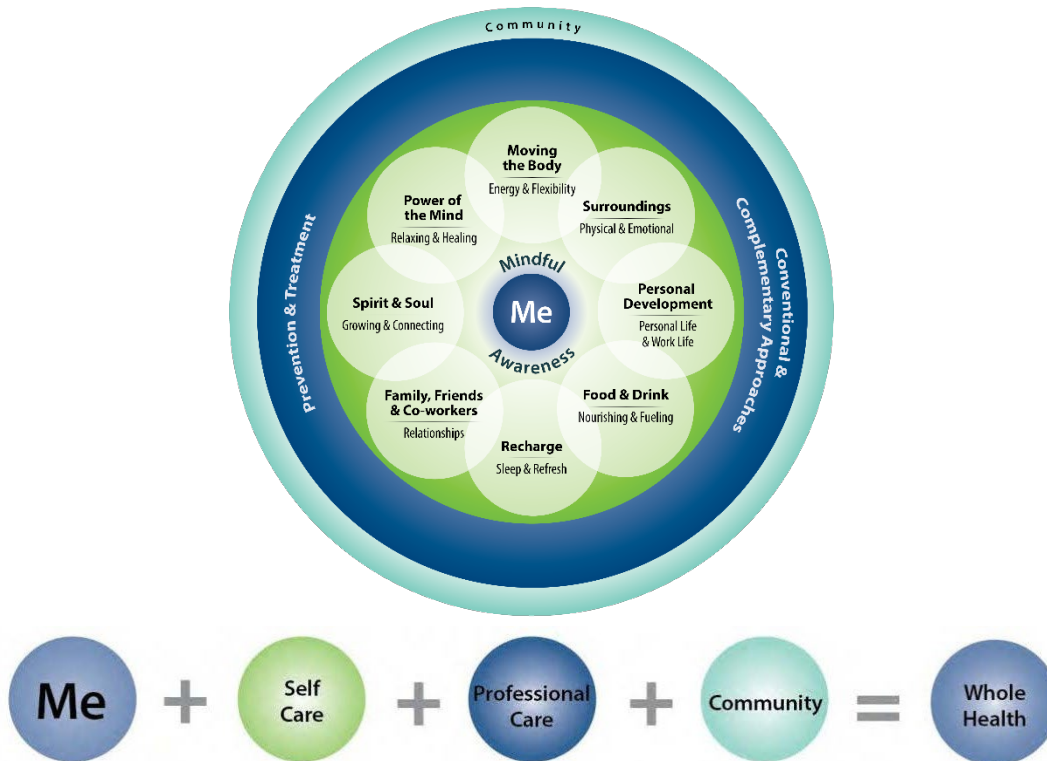 Community
Moving
the Body
Energy & Flexibility
Power of
the Mind
Relaxing & Healing
Surroundings
Physical & Emotional
Prevention & Treatment
Conventional &
Complementary Approaches
Mindful
Me
Awareness
Spirit & Soul
Growing & Connecting
Personal
Development
Personal Life
& Work Life
Family, Friends
& Co-workers
Relationships
Food & Drink
Nourishing & Fueling
Recharge
Sleep & Refresh
Me
+
Self
Care
+
Professional
Care
+
Community
=
Whole
Health